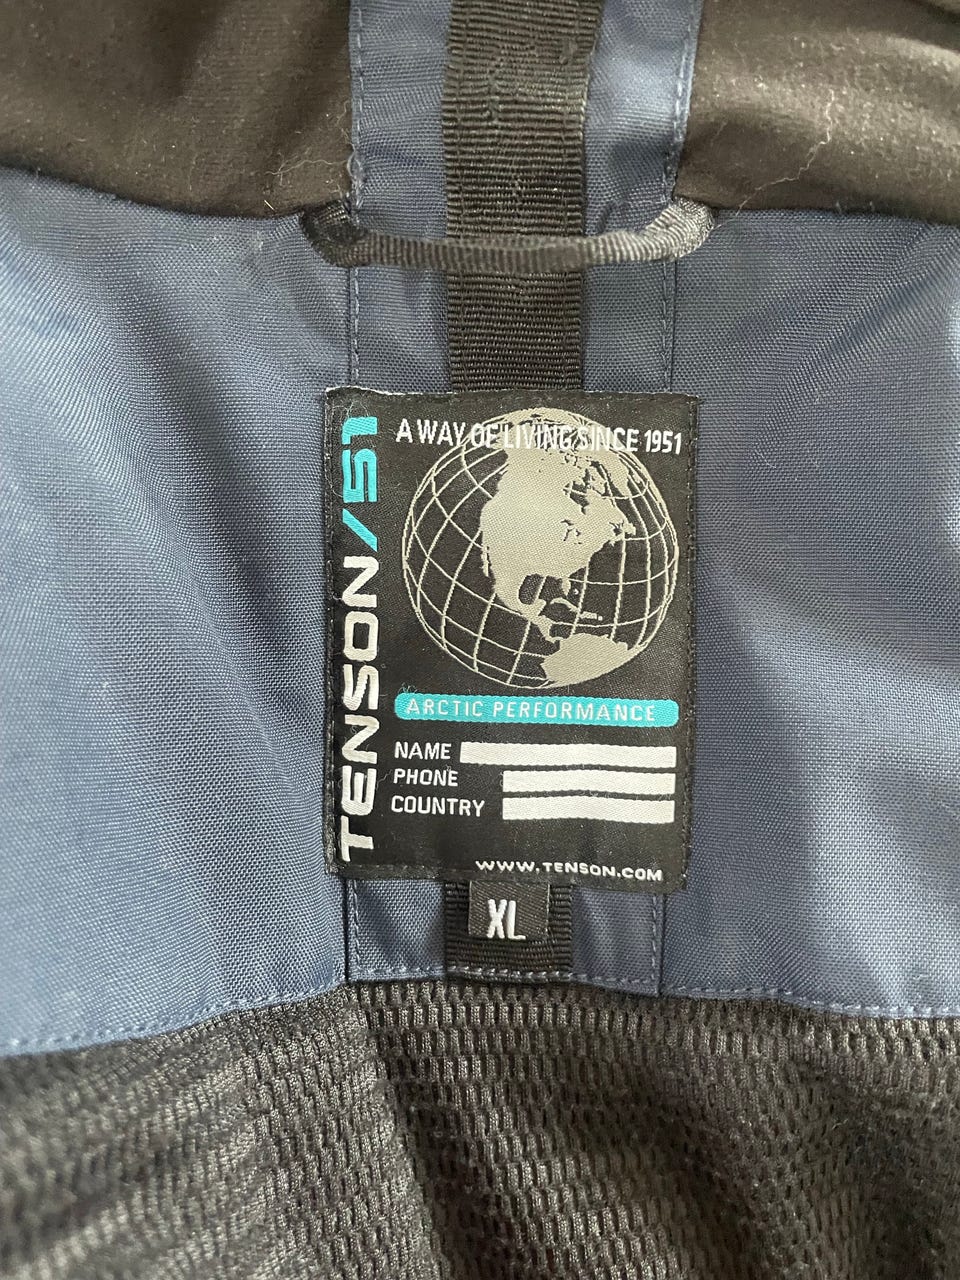 TENSON/51
A WAY OF LIVING SINCE 1951
ARCTIC PERFORMANCE
NAME
PHONE
COUNTRY
WWW.TENSON.COM
XL